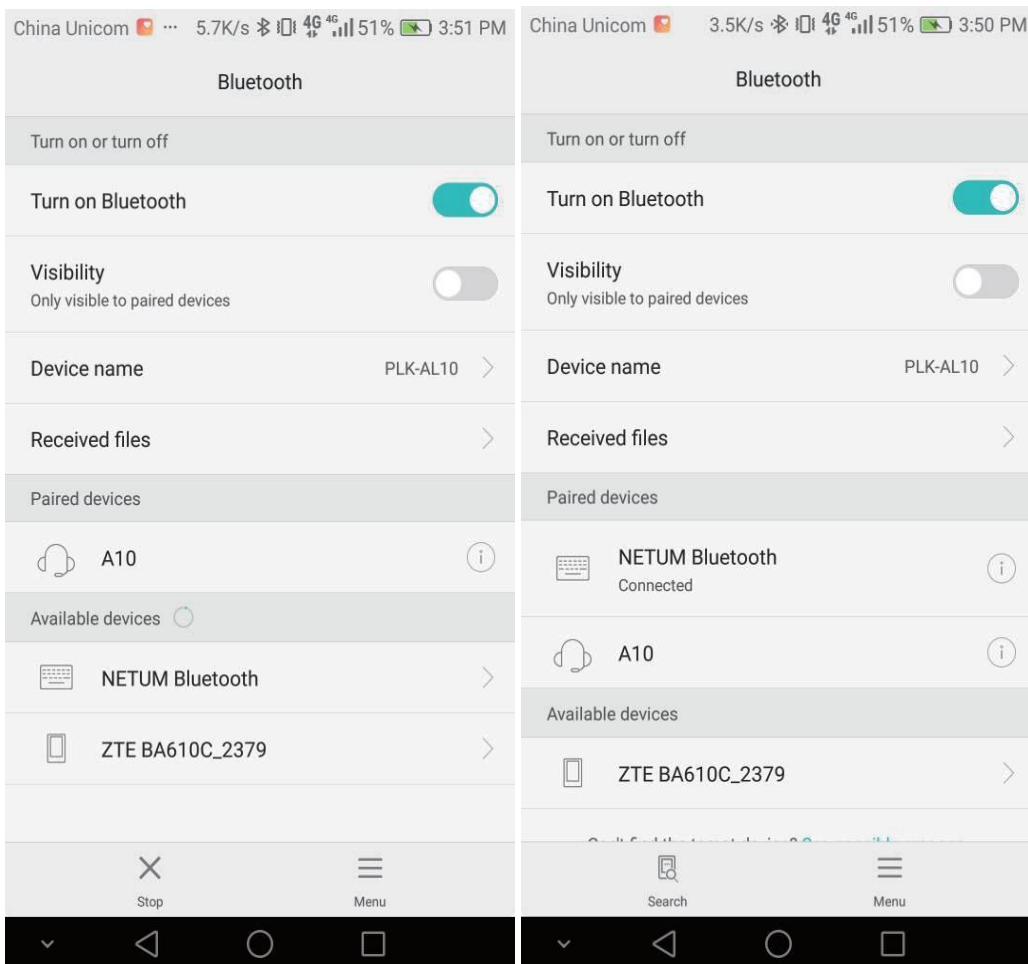 China Unicom ... 5.7K/s 4G 4G 51% 3:51 PM
Bluetooth
Turn on or turn off
Turn on Bluetooth
Visibility
Only visible to paired devices
Device name PLK-AL10
Received files
Paired devices
A10
Available devices
NETUM Bluetooth
ZTE BA610C_2379
Stop Menu
China Unicom 3.5K/s 4G 4G 51% 3:50 PM
Bluetooth
Turn on or turn off
Turn on Bluetooth
Visibility
Only visible to paired devices
Device name PLK-AL10
Received files
Paired devices
NETUM Bluetooth
Connected
A10
Available devices
ZTE BA610C_2379
Search Menu